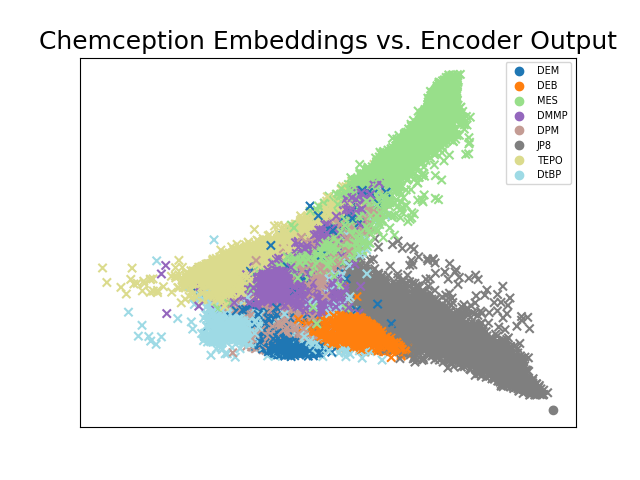 Chemception Embeddings vs. Encoder Output
DEM
DEB
MES
DMMP
DPM
JP8
TEPO
DtBP